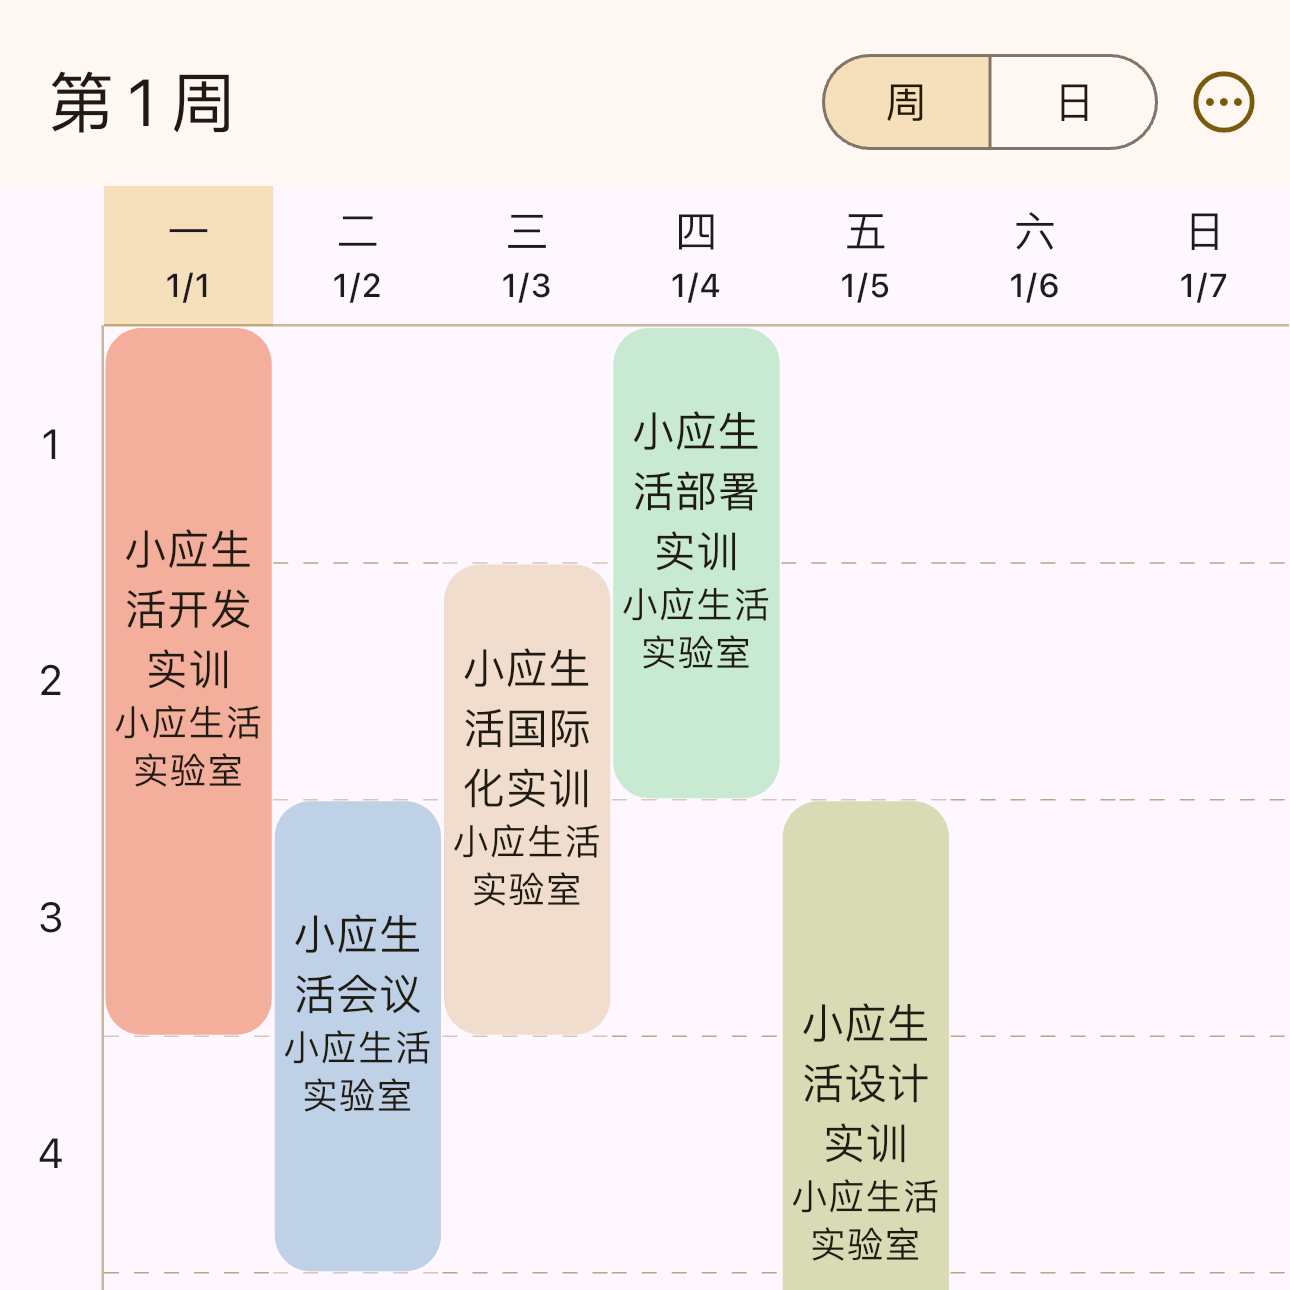 第1周
周
日
一
1/1
二
1/2
三
1/3
四
1/4
五
1/5
六
1/6
日
1/7
1
2
3
4
小应生
活开发
实训
小应生活
实验室
小应生
活会议
小应生活
实验室
小应生
活国际
化实训
小应生活
实验室
小应生
活部署
实训
小应生活
实验室
小应生
活设计
实训
小应生活
实验室